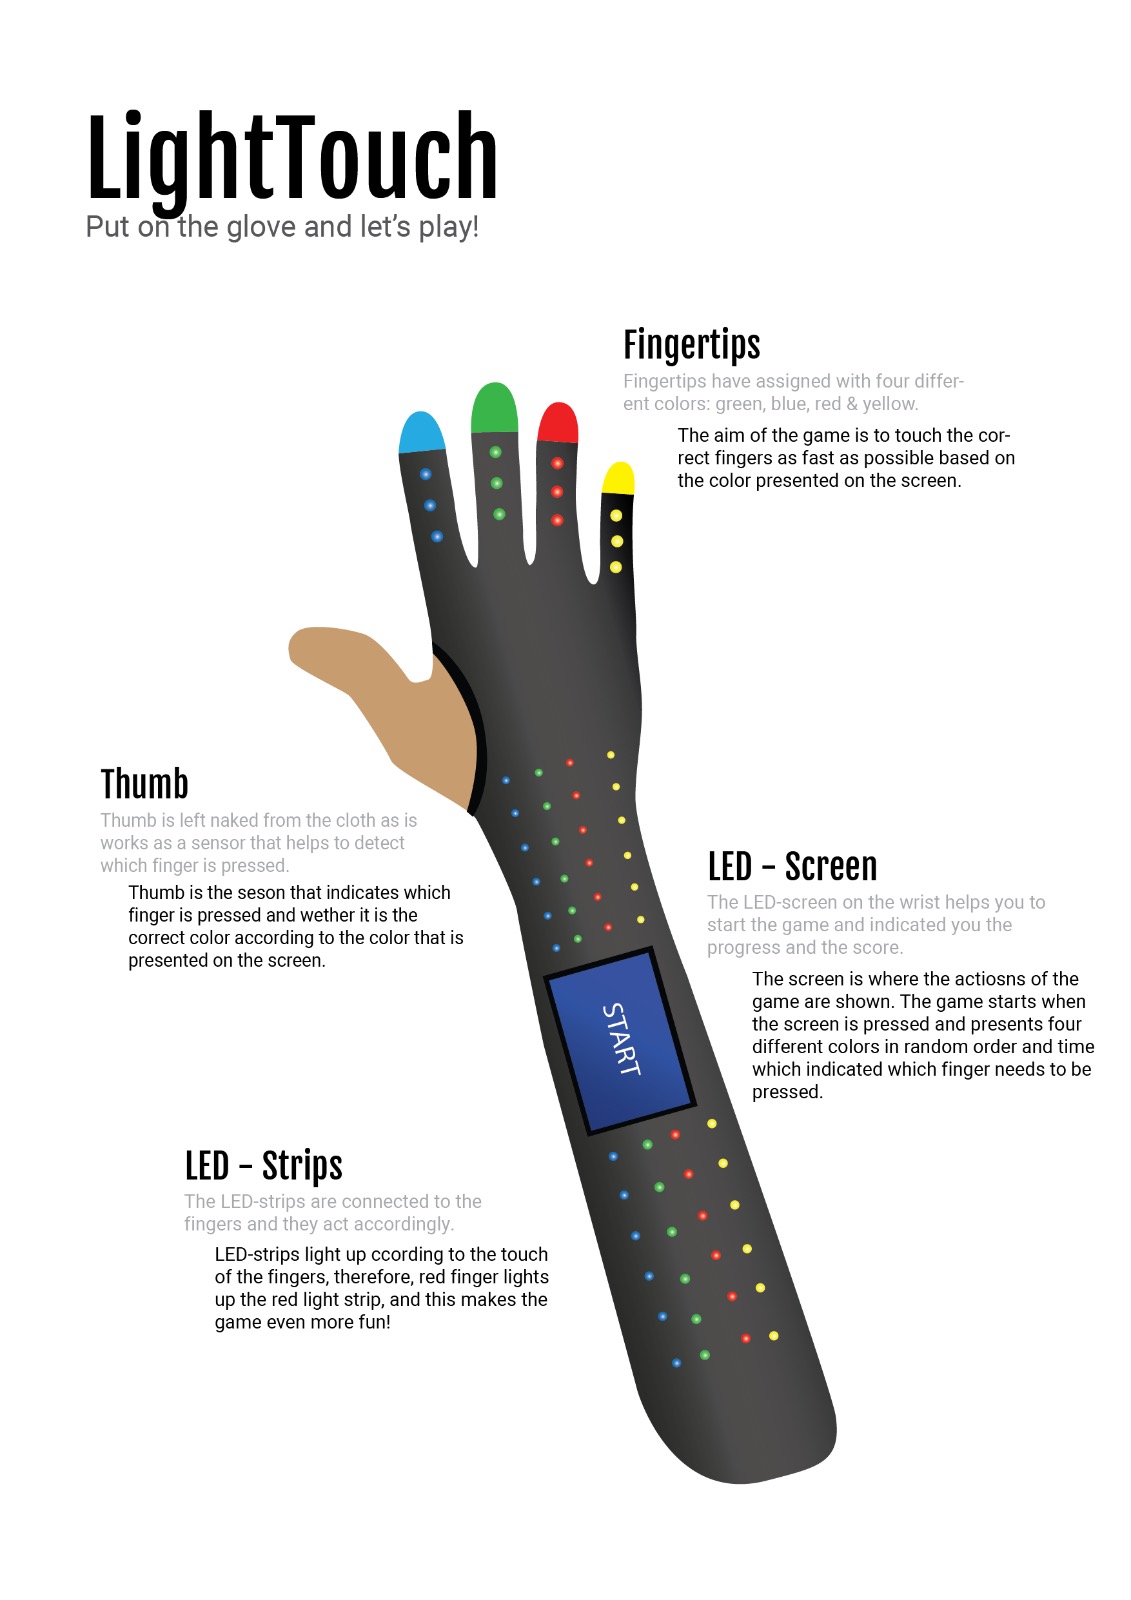 LightTouch
Put on the glove and let's play!
Fingertips
Fingertips have assigned with four differ-
ent colors: green, blue, red & yellow.
The aim of the game is to touch the cor-
rect fingers as fast as possible based on
the color presented on the screen.
Thumb
Thumb is left naked from the cloth as is
works as a sensor that helps to detect
which finger is pressed.
Thumb is the seson that indicates which
finger is pressed and wether it is the
correct color according to the color that is
presented on the screen.
LED - Screen
The LED-screen on the wrist helps you to
start the game and indicated you the
progress and the score.
The screen is where the actiosns of the
game are shown. The game starts when
the screen is pressed and presents four
different colors in random order and time
which indicated which finger needs to be
pressed.
START
LED - Strips
The LED-strips are connected to the
fingers and they act accordingly.
LED-strips light up ccording to the touch
of the fingers, therefore, red finger lights
up the red light strip, and this makes the
game even more fun!